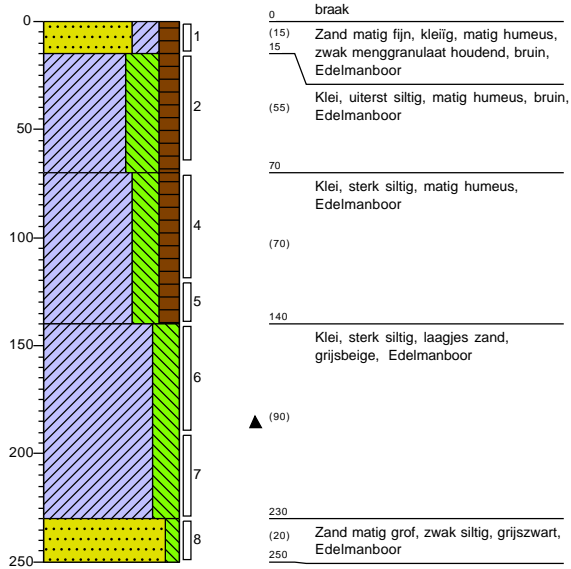 braak
0
0
1
(15)
Zand matig fijn, kleiïg, matig humeus,
15
zwak menggranulaat houdend, bruin,
Edelmanboor
2
(55)
Klei, uiterst siltig, matig humeus, bruin,
Edelmanboor
50
70
Klei, sterk siltig, matig humeus,
Edelmanboor
4
100
(70)
5
140
Klei, sterk siltig, laagjes zand,
grijsbeige, Edelmanboor
150
6
(90)
200
7
230
8
(20)
Zand matig grof, zwak siltig, grijszwart,
Edelmanboor
250
250